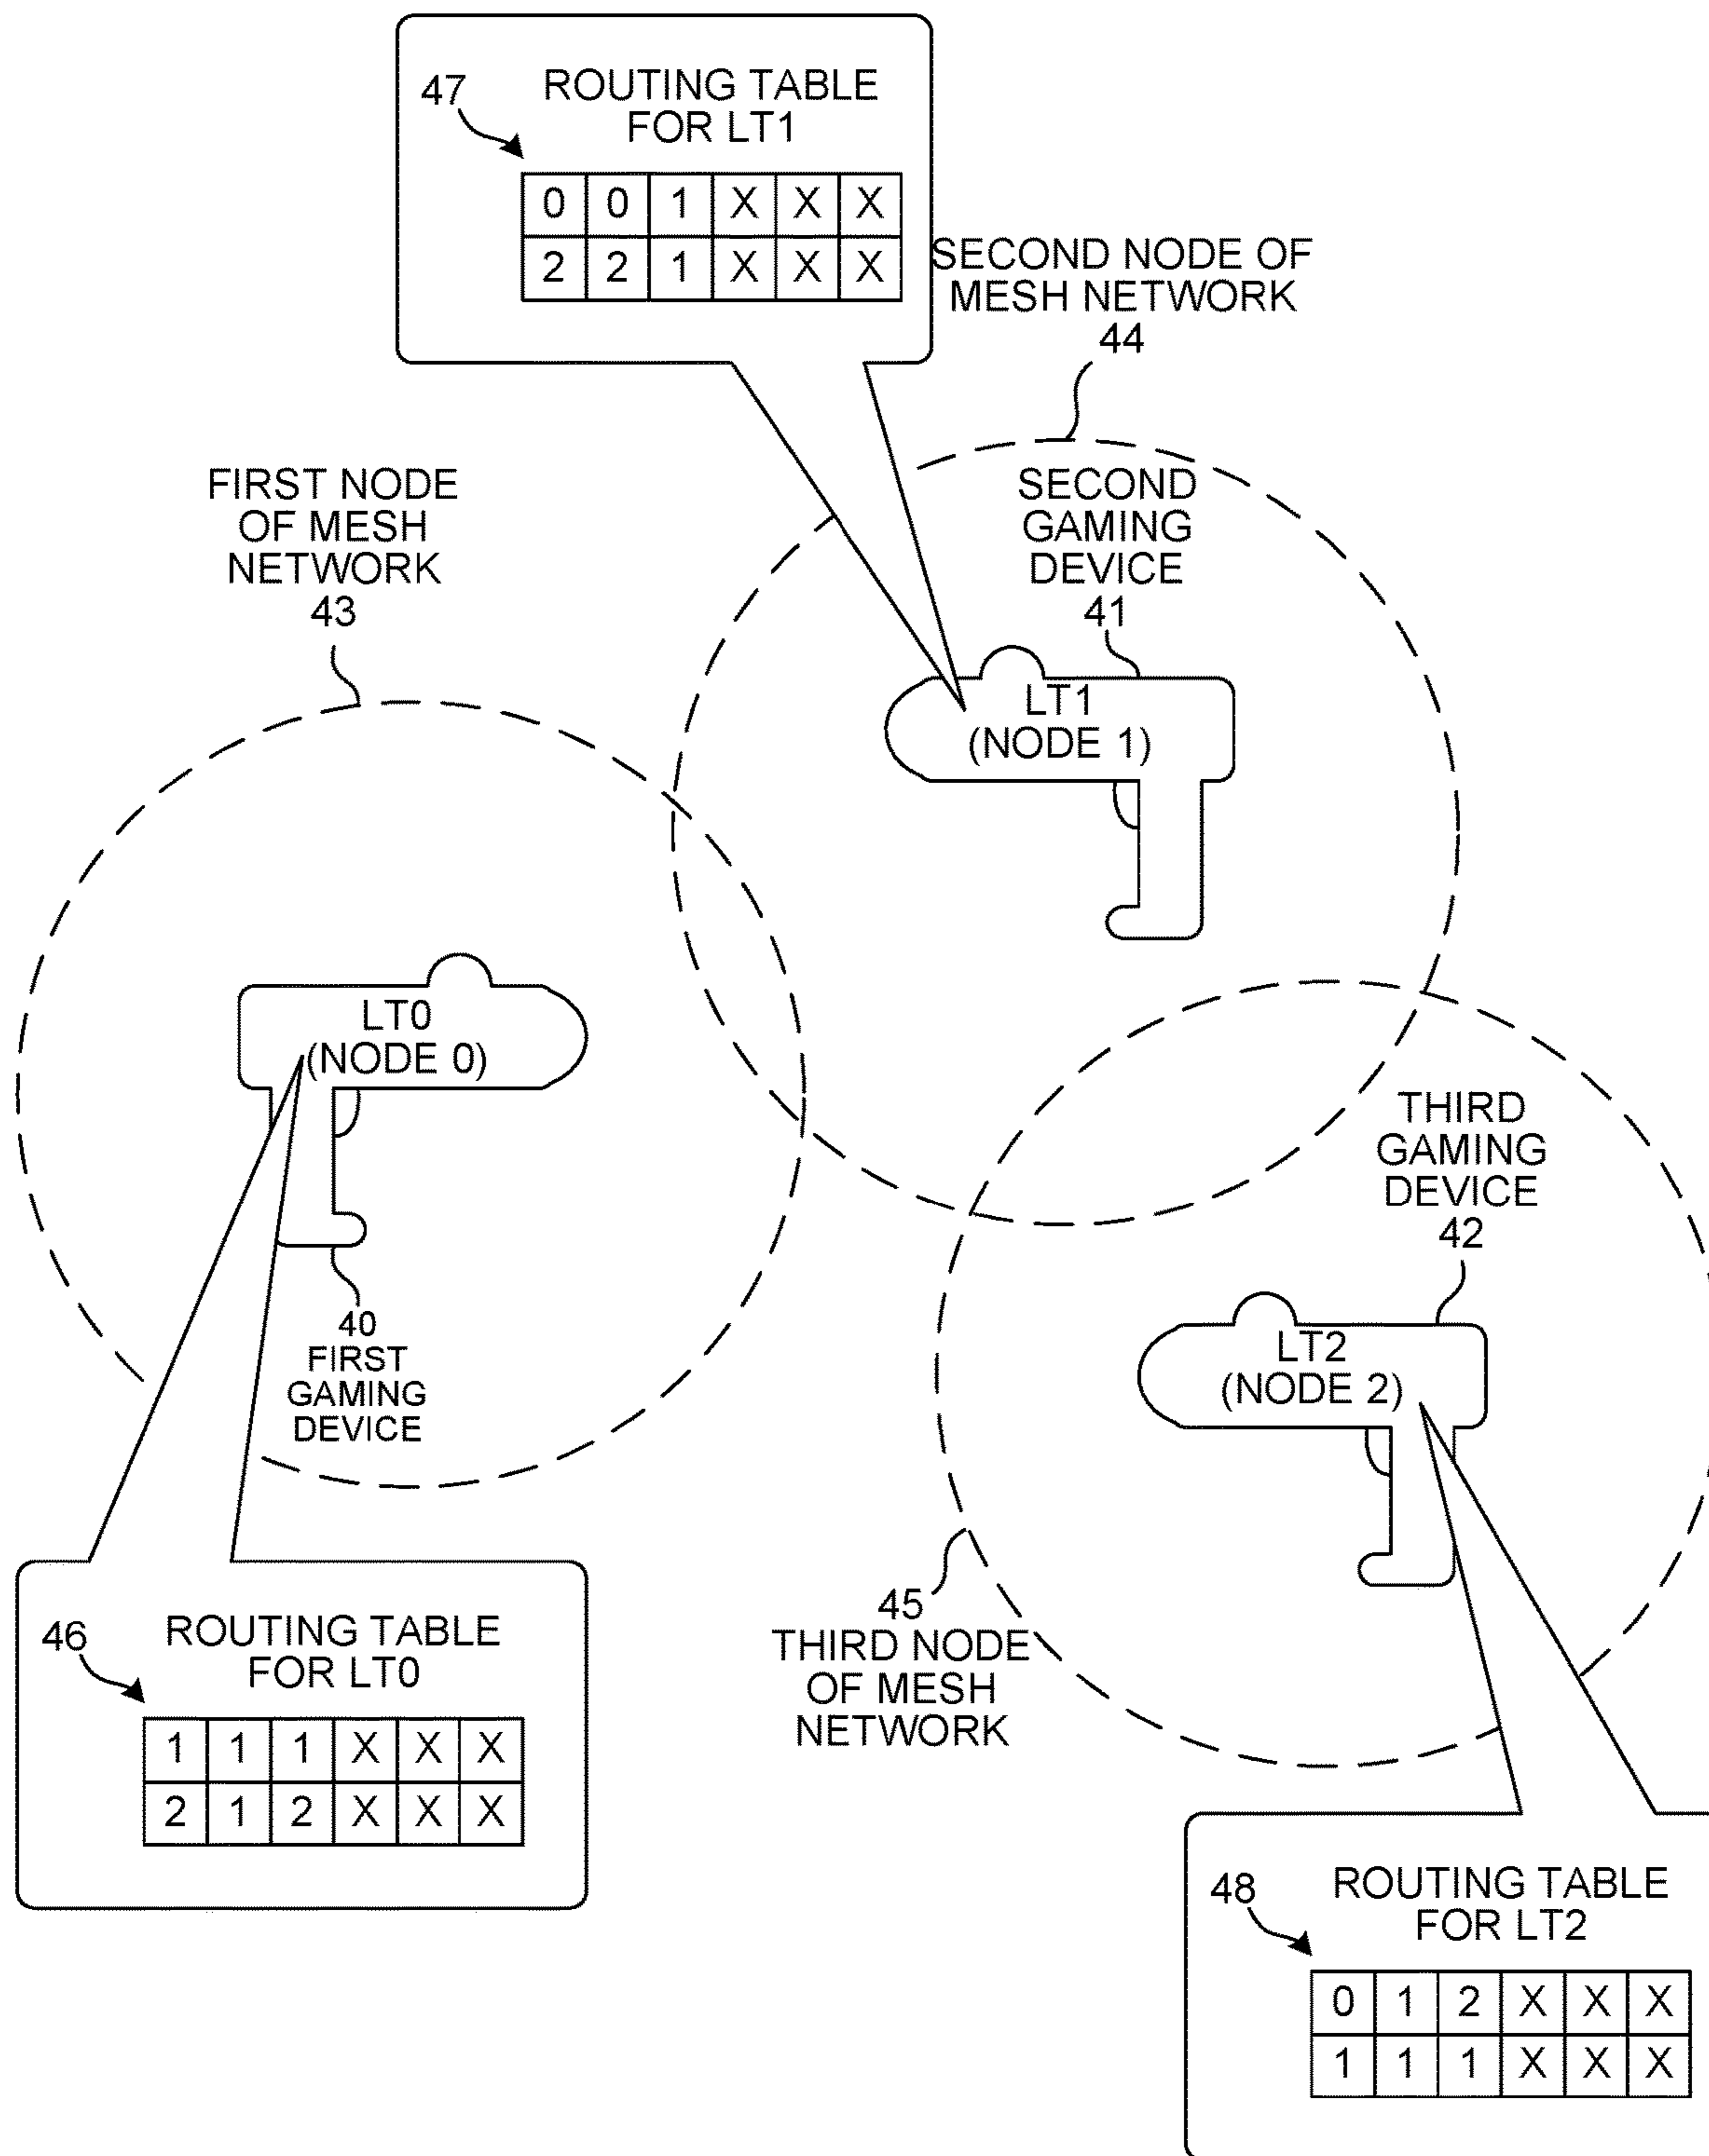 47
ROUTING TABLE
FOR LT1
0 0 1 X X X
2 2 1 X X X
SECOND NODE OF
MESH NETWORK
44
FIRST NODE
OF MESH
NETWORK
43
SECOND
GAMING
DEVICE
41
LT1
(NODE 1)
LT0
(NODE 0)
THIRD
GAMING
DEVICE
42
40
FIRST
GAMING
DEVICE
LT2
(NODE 2)
45
THIRD NODE
OF MESH
NETWORK
46
ROUTING TABLE
FOR LT0
1 1 1 X X X
2 1 2 X X X
48
ROUTING TABLE
FOR LT2
0 1 2 X X X
1 1 1 X X X